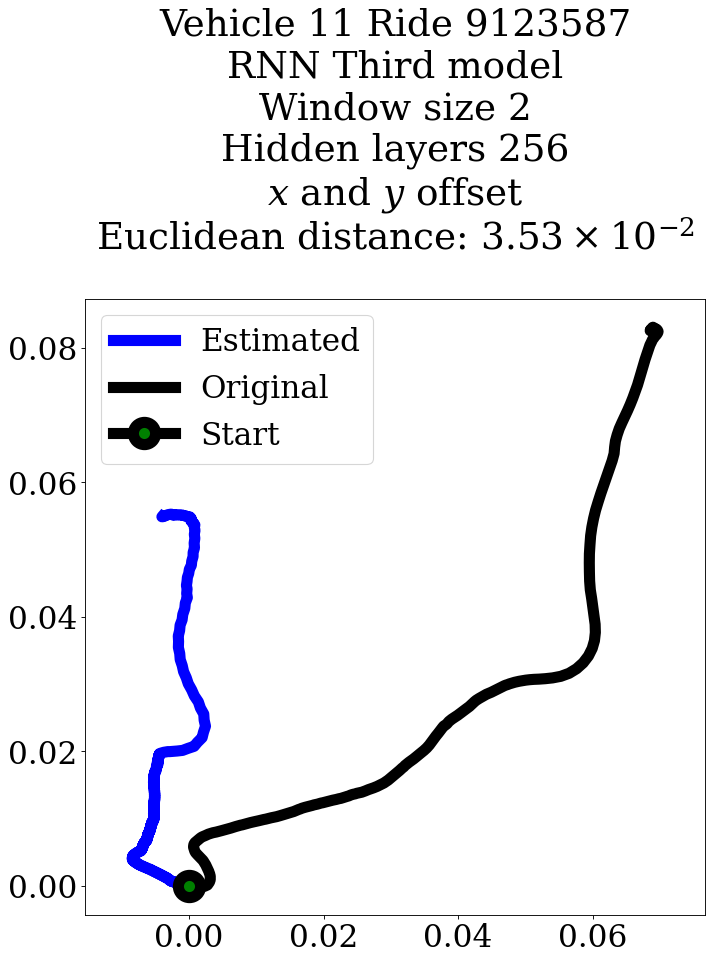 Vehicle 11 Ride 9123587
RNN Third model
Window size 2
Hidden layers 256
x and y offset
Euclidean distance: 3.53 × 10⁻²
Estimated
Original
Start
0.08
0.06
0.04
0.02
0.00
0.00 0.02 0.04 0.06